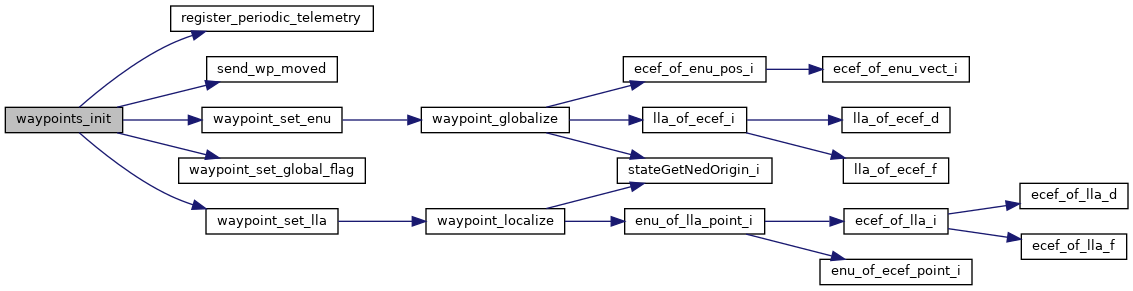 waypoints_init
register_periodic_telemetry
send_wp_moved
waypoint_set_enu
waypoint_set_global_flag
waypoint_set_lla
waypoint_globalize
waypoint_localize
ecef_of_enu_pos_i
lla_of_ecef_i
stateGetNedOrigin_i
enu_of_lla_point_i
ecef_of_enu_vect_i
lla_of_ecef_d
lla_of_ecef_f
ecef_of_lla_i
enu_of_ecef_point_i
ecef_of_lla_d
ecef_of_lla_f